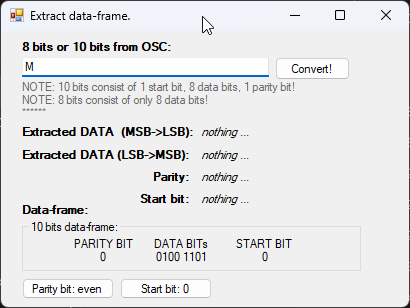 Extract data-frame.
8 bits or 10 bits from OSC:
M
Convert!
NOTE: 10 bits consist of 1 start bit, 8 data bits, 1 parity bit!
NOTE: 8 bits consist of only 8 data bits!
******
Extracted DATA (MSB->LSB): nothing ...
Extracted DATA (LSB->MSB): nothing ...
Parity: nothing ...
Start bit: nothing ...
Data-frame:
10 bits data-frame:
PARITY BIT DATA BITs START BIT
0 0100 1101 0
Parity bit: even Start bit: 0